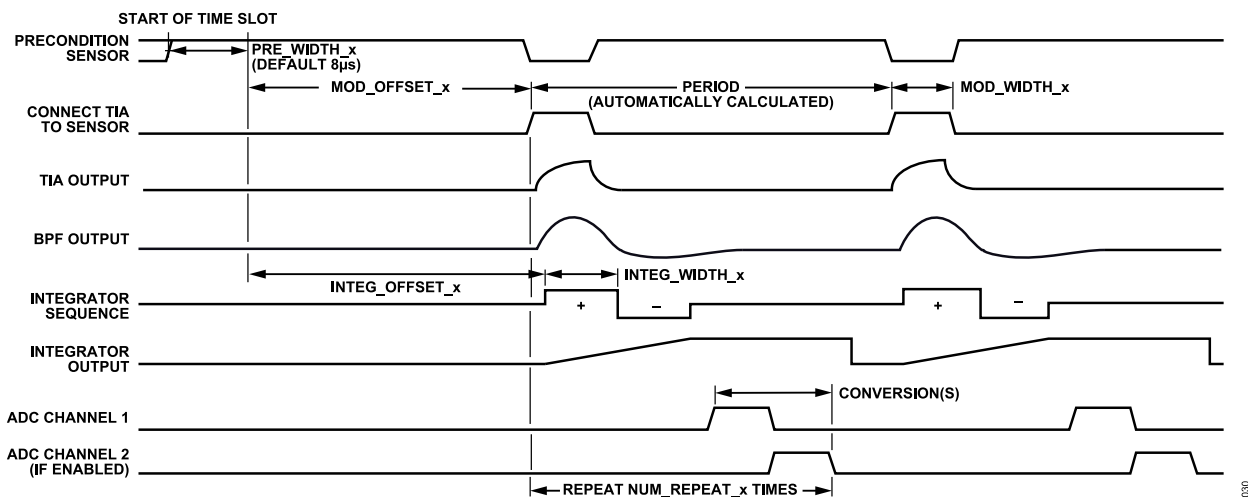 START OF TIME SLOT
PRECONDITION
SENSOR
PRE_WIDTH_x
(DEFAULT 8µs)
MOD_OFFSET_x
PERIOD
(AUTOMATICALLY CALCULATED)
MOD_WIDTH_x
CONNECT TIA
TO SENSOR
TIA OUTPUT
BPF OUTPUT
INTEG_OFFSET_x
INTEG_WIDTH_x
INTEGRATOR
SEQUENCE
+
–
+
–
INTEGRATOR
OUTPUT
CONVERSION(S)
ADC CHANNEL 1
ADC CHANNEL 2
(IF ENABLED)
REPEAT NUM_REPEAT_x TIMES
030